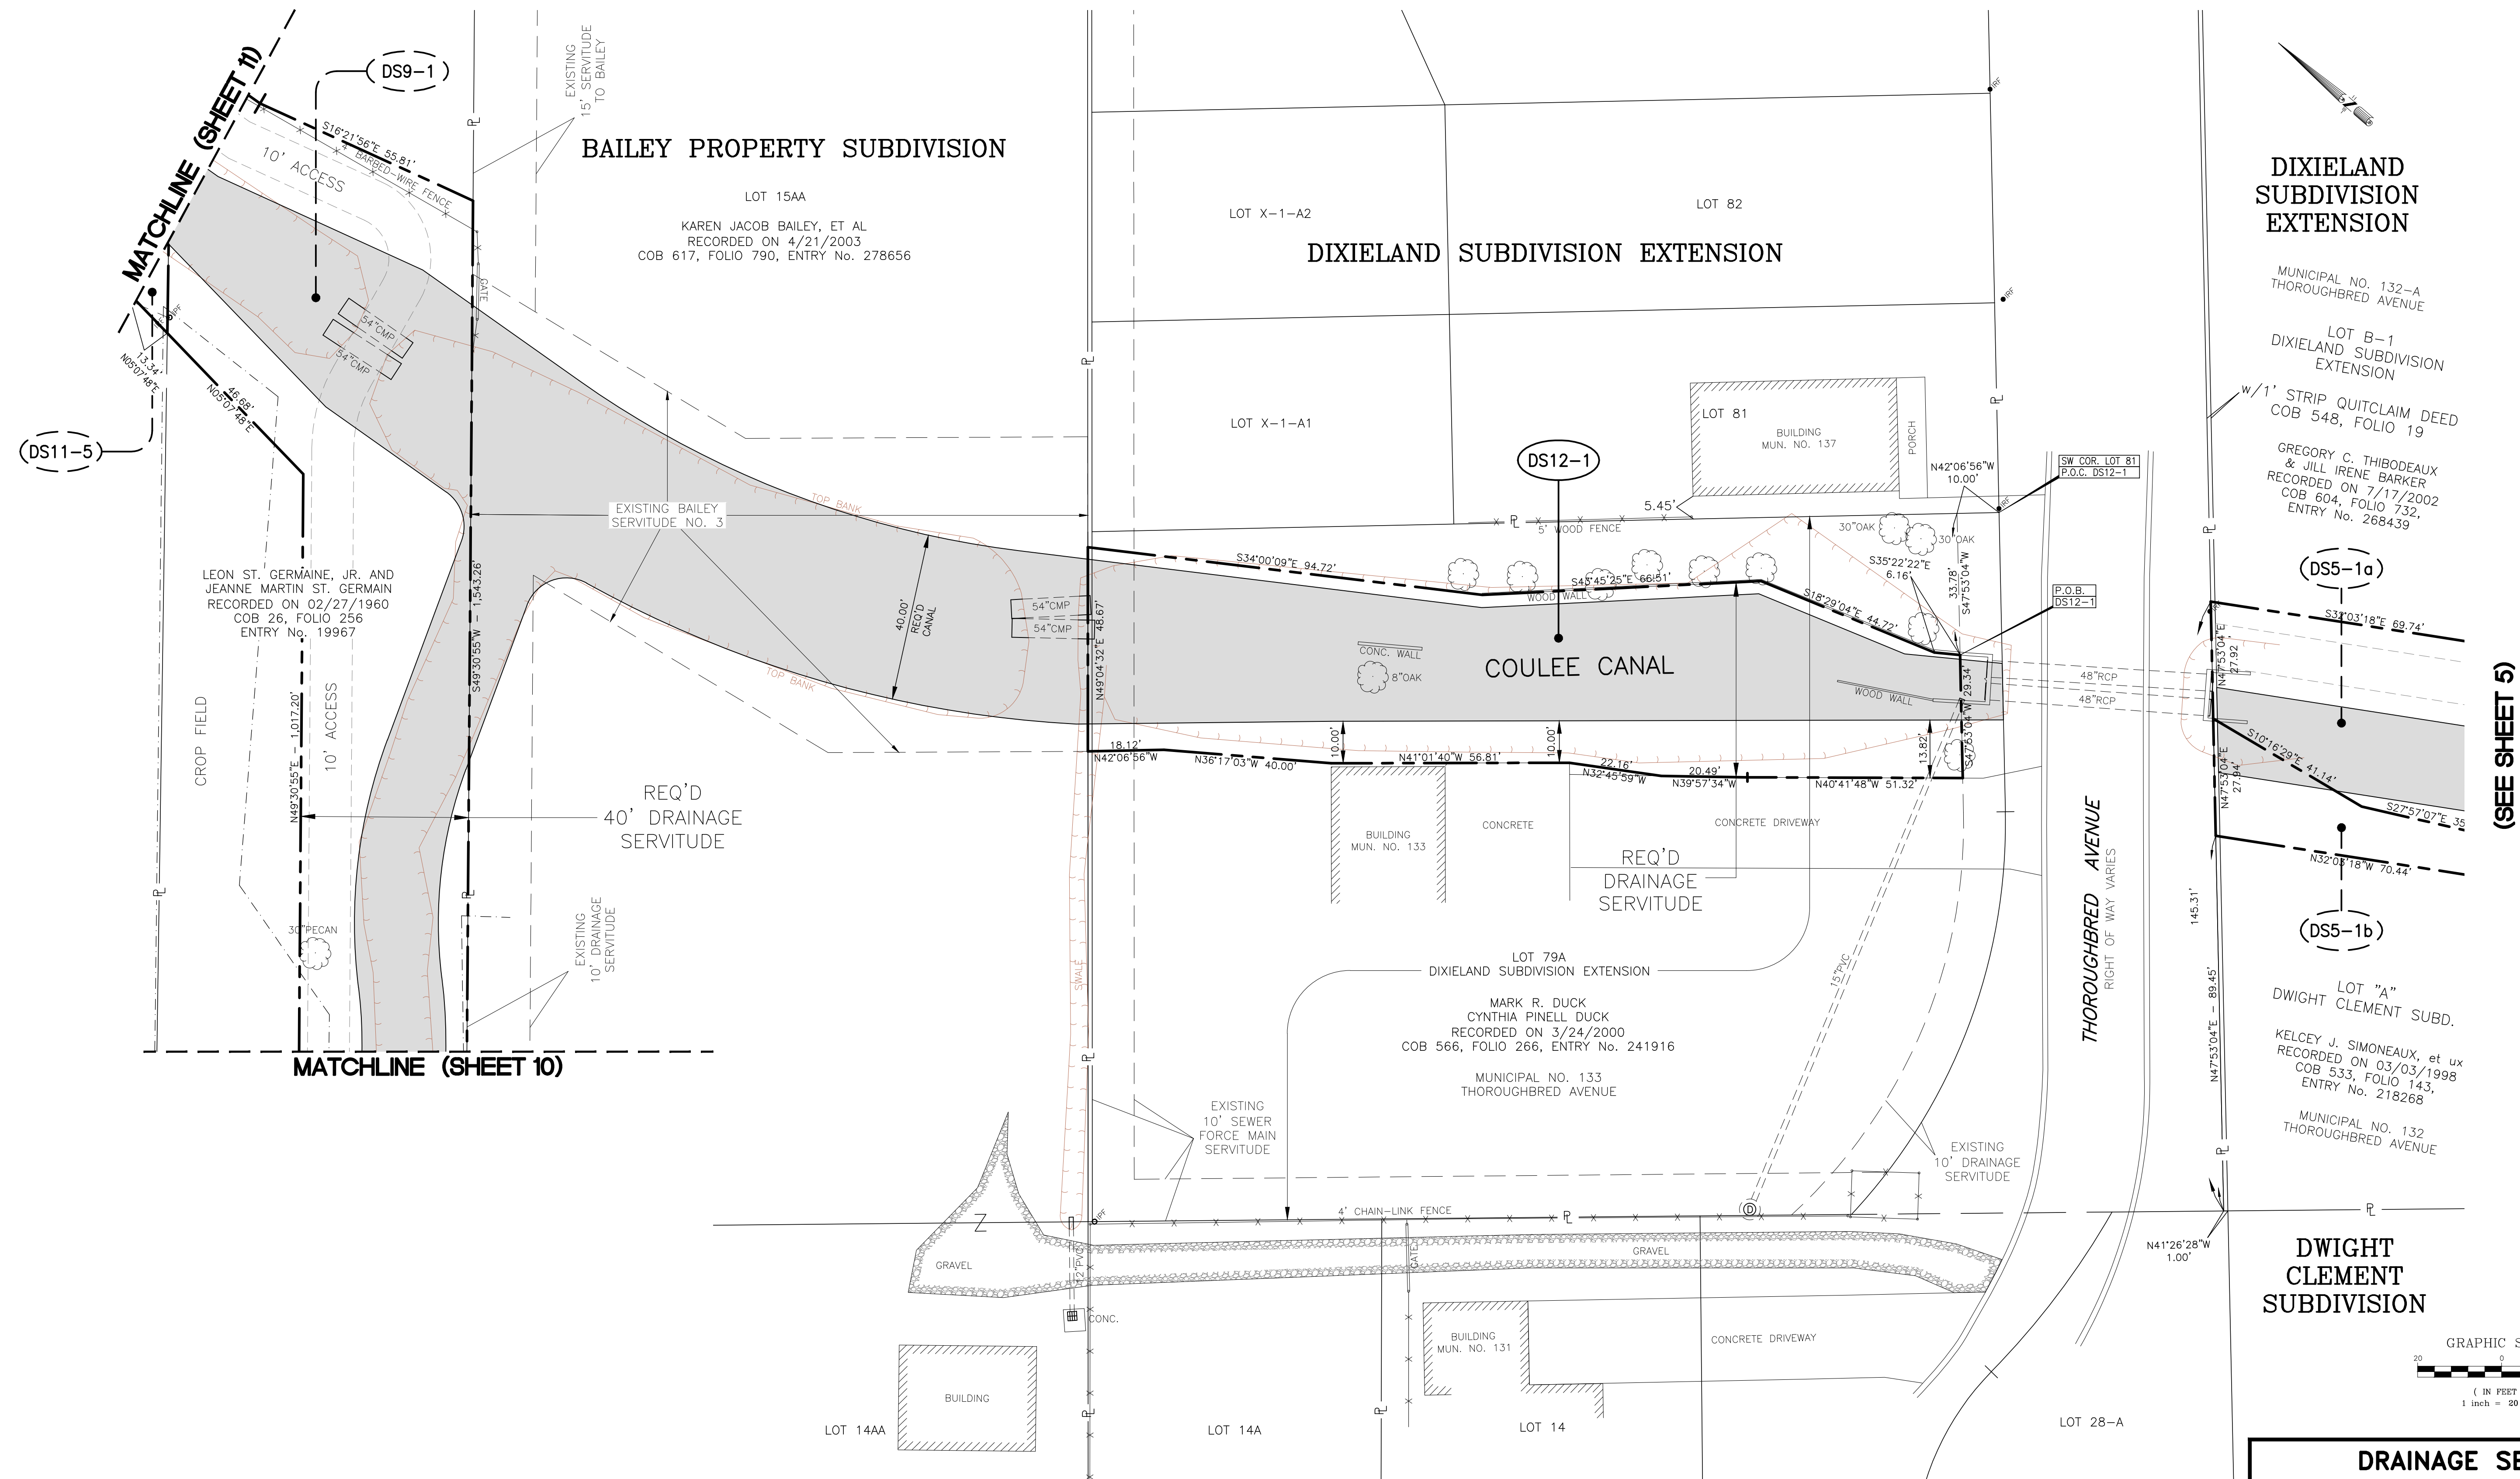 MATCHLINE (SHEET 11)
DS9-1
S16°21'56"E 55.81'
4' BARBED-WIRE FENCE
10' ACCESS
EXISTING
15' SERVITUDE
TO BAILEY
BAILEY PROPERTY SUBDIVISION
LOT 15AA
KAREN JACOB BAILEY, ET AL
RECORDED ON 4/21/2003
COB 617, FOLIO 790, ENTRY No. 278656
GATE
54"CMP
54"CMP
IPF
13.34'
N05°07'48"E
46.68'
N05°07'48"E
DS11-5
LEON ST. GERMAINE, JR. AND
JEANNE MARTIN ST. GERMAIN
RECORDED ON 02/27/1960
COB 26, FOLIO 256
ENTRY No. 19967
CROP FIELD
N49°30'55"E - 1,017.20'
10' ACCESS
30"PECAN
S49°30'55"W - 1,543.26'
EXISTING BAILEY
SERVITUDE NO. 3
TOP BANK
TOP BANK
40.00'
REQ'D
CANAL
REQ'D
40' DRAINAGE
SERVITUDE
EXISTING
10' DRAINAGE
SERVITUDE
MATCHLINE (SHEET 10)
LOT X-1-A2
LOT 82
DIXIELAND SUBDIVISION EXTENSION
LOT X-1-A1
LOT 81
BUILDING
MUN. NO. 137
PORCH
IRF
IRF
IRF
DS12-1
5.45'
5' WOOD FENCE
N42°06'56"W
10.00'
SW COR. LOT 81
P.O.C. DS12-1
30"OAK
30"OAK
S34°00'09"E 94.72'
S43°45'25"E 66.51'
WOOD WALL
S35°22'22"E
6.16'
S18°29'04"E 44.72'
33.78'
S47°53'04"W
P.O.B.
DS12-1
54"CMP
54"CMP
N49°04'32"E 48.67'
CONC. WALL
8"OAK
COULEE CANAL
WOOD WALL
S47°53'04"W 29.34'
48"RCP
48"RCP
18.12'
N42°06'56"W
N36°17'03"W 40.00'
10.00'
N41°01'40"W 56.81'
10.00'
22.16'
N32°45'59"W
20.49'
N39°57'34"W
N40°41'48"W 51.32'
13.82'
BUILDING
MUN. NO. 133
CONCRETE
CONCRETE DRIVEWAY
REQ'D
DRAINAGE
SERVITUDE
LOT 79A
DIXIELAND SUBDIVISION EXTENSION
MARK R. DUCK
CYNTHIA PINELL DUCK
RECORDED ON 3/24/2000
COB 566, FOLIO 266, ENTRY No. 241916
MUNICIPAL NO. 133
THOROUGHBRED AVENUE
15"PVC
SWALE
EXISTING
10' SEWER
FORCE MAIN
SERVITUDE
EXISTING
10' DRAINAGE
SERVITUDE
THOROUGHBRED AVENUE
RIGHT OF WAY VARIES
4' CHAIN-LINK FENCE
D
IPF
Z
GRAVEL
GRAVEL
GATE
12"PVC
CONC.
BUILDING
BUILDING
MUN. NO. 131
CONCRETE DRIVEWAY
LOT 14AA
LOT 14A
LOT 14
LOT 28-A
DIXIELAND
SUBDIVISION
EXTENSION
MUNICIPAL NO. 132-A
THOROUGHBRED AVENUE
LOT B-1
DIXIELAND SUBDIVISION
EXTENSION
w/1' STRIP QUITCLAIM DEED
COB 548, FOLIO 19
GREGORY C. THIBODEAUX
& JILL IRENE BARKER
RECORDED ON 7/17/2002
COB 604, FOLIO 732,
ENTRY No. 268439
DS5-1a
S32°03'18"E 69.74'
N47°53'04"E
27.92'
S10°16'29"E 41.14'
N47°53'04"E
27.94'
S27°57'07"E 35
N32°03'18"W 70.44'
(SEE SHEET 5)
DS5-1b
145.31'
N47°53'04"E - 89.45'
LOT "A"
DWIGHT CLEMENT SUBD.
KELCEY J. SIMONEAUX, et ux
RECORDED ON 03/03/1998
COB 533, FOLIO 143,
ENTRY No. 218268
MUNICIPAL NO. 132
THOROUGHBRED AVENUE
N41°26'28"W
1.00'
DWIGHT
CLEMENT
SUBDIVISION
GRAPHIC S
20 0
( IN FEET
1 inch = 20
DRAINAGE SE